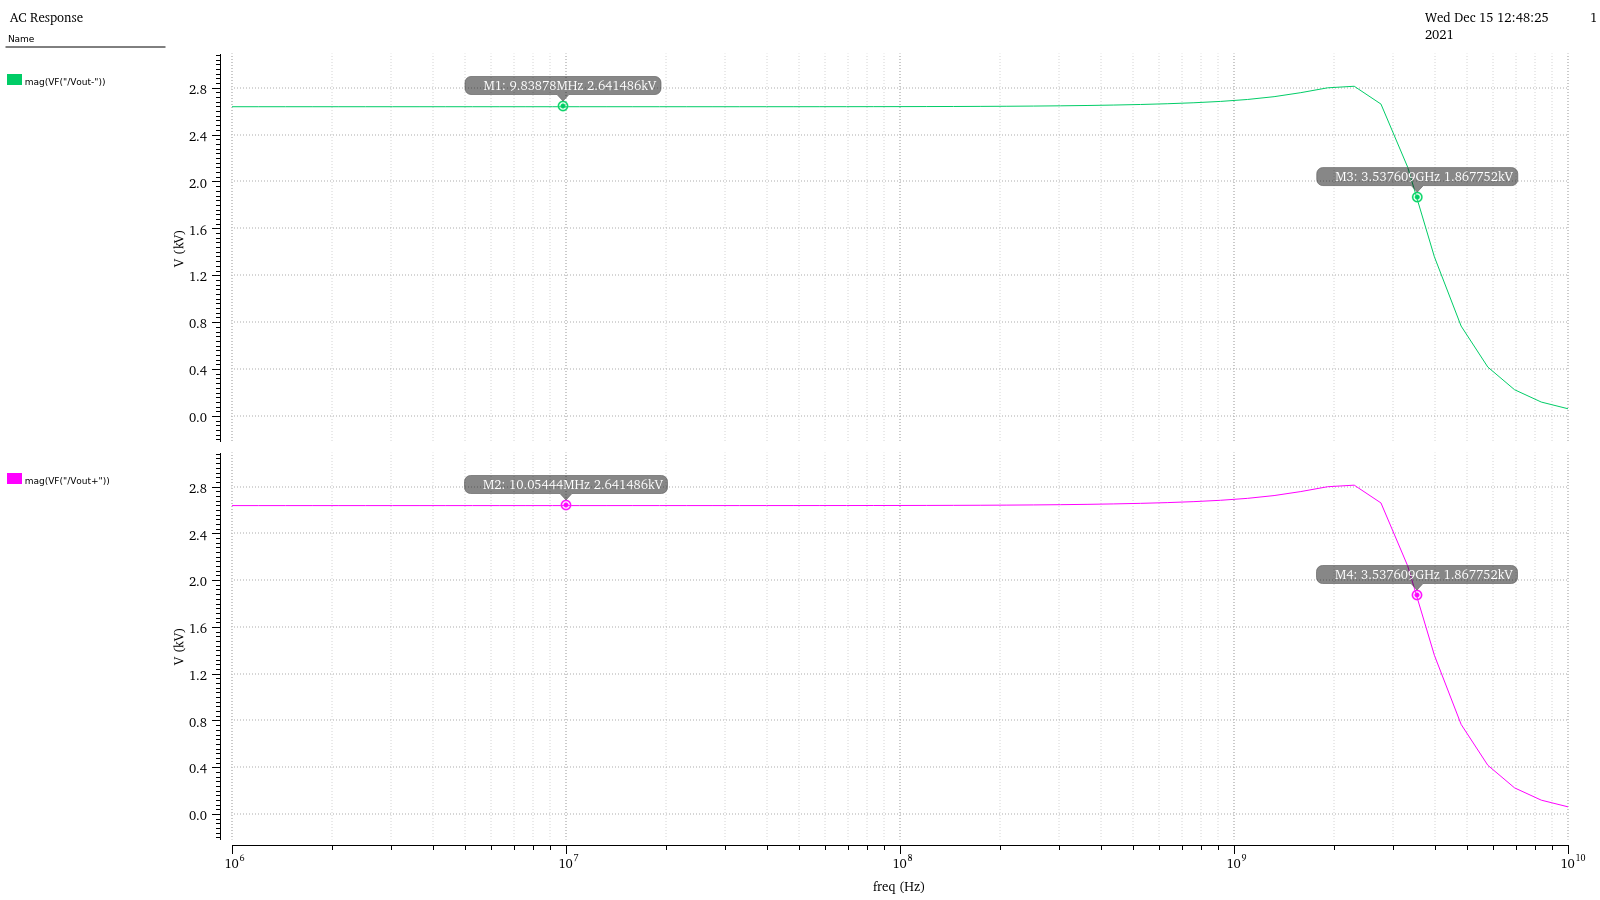 AC Response
Wed Dec 15 12:48:25 2021
1
Name
mag(VF("/Vout-"))
M1: 9.83878MHz 2.641486kV
M3: 3.537609GHz 1.867752kV
V (kV)
2.8
2.4
2.0
1.6
1.2
0.8
0.4
0.0
mag(VF("/Vout+"))
M2: 10.05444MHz 2.641486kV
M4: 3.537609GHz 1.867752kV
V (kV)
2.8
2.4
2.0
1.6
1.2
0.8
0.4
0.0
10^6 10^7 10^8 10^9 10^10
freq (Hz)